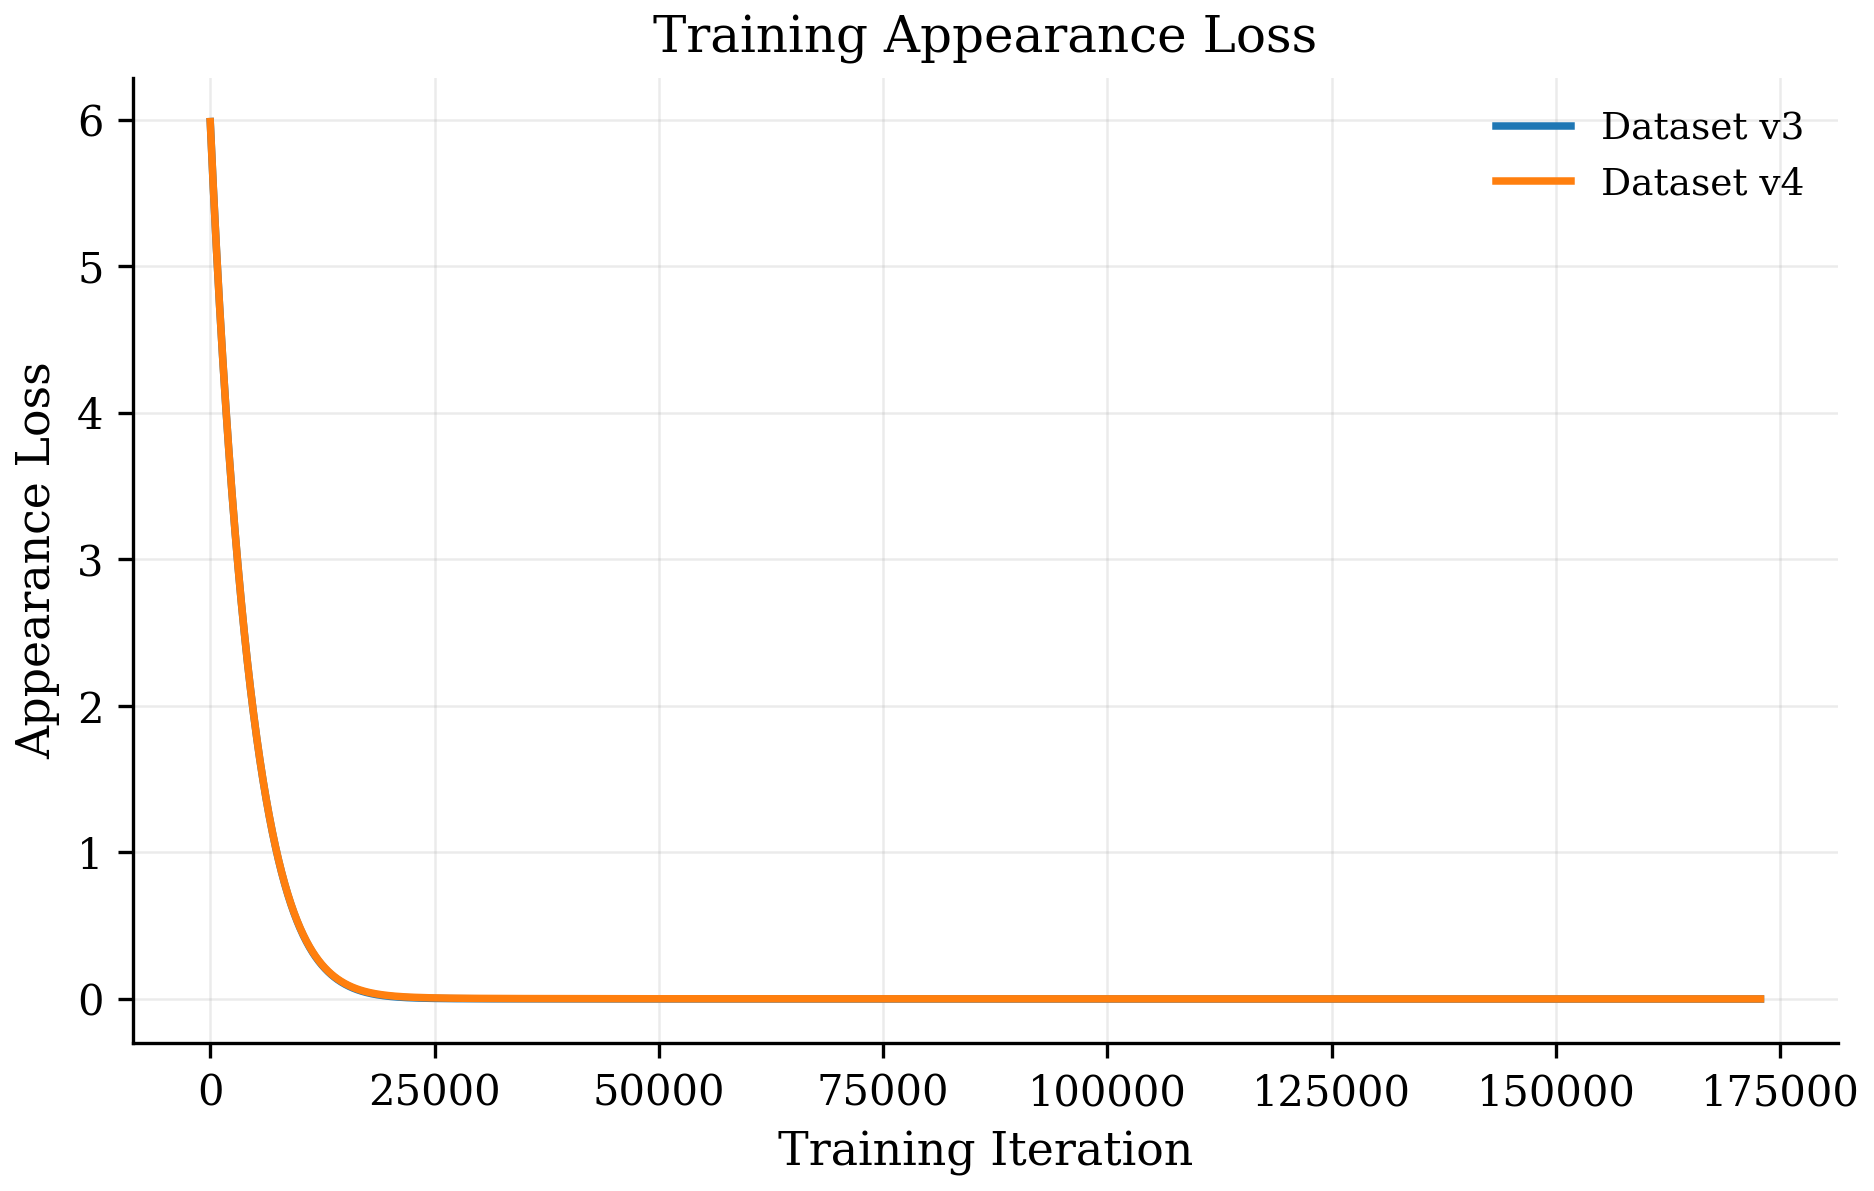 Training Appearance Loss
Dataset v3
Dataset v4
Appearance Loss
6
5
4
3
2
1
0
0 25000 50000 75000 100000 125000 150000 175000
Training Iteration